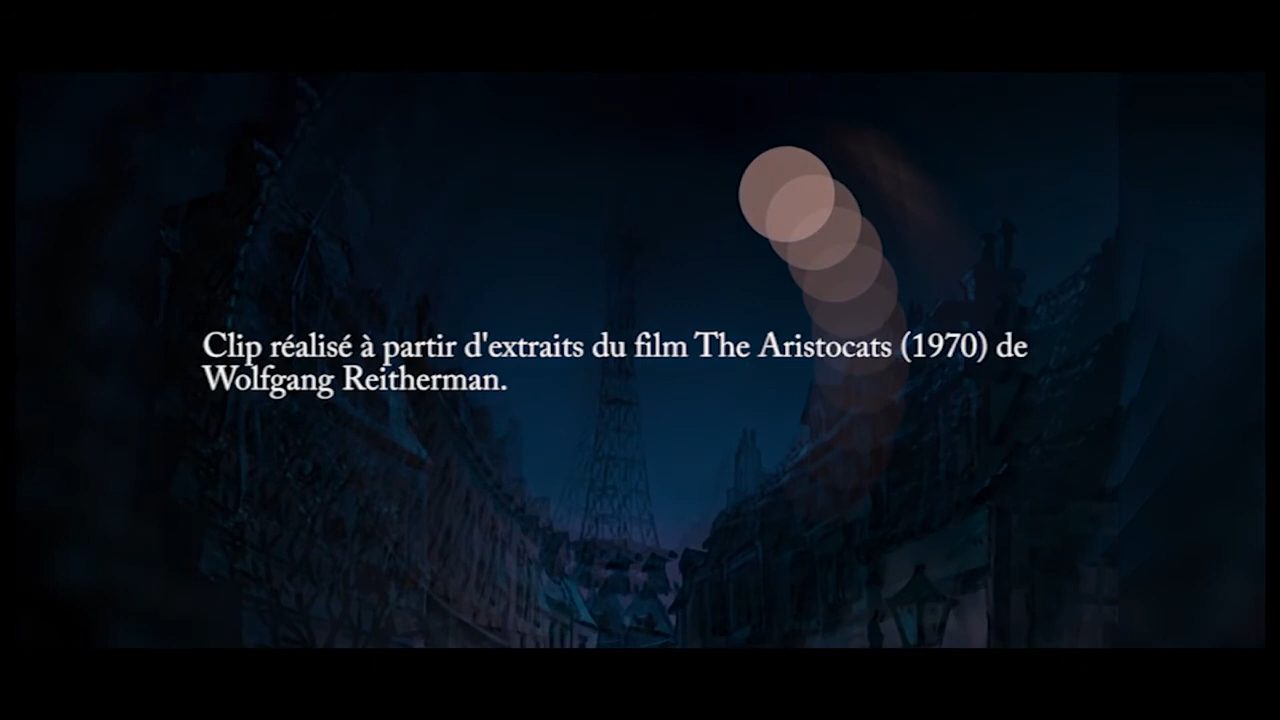 Clip réalisé à partir d'extraits du film The Aristocats (1970) de
Wolfgang Reitherman.